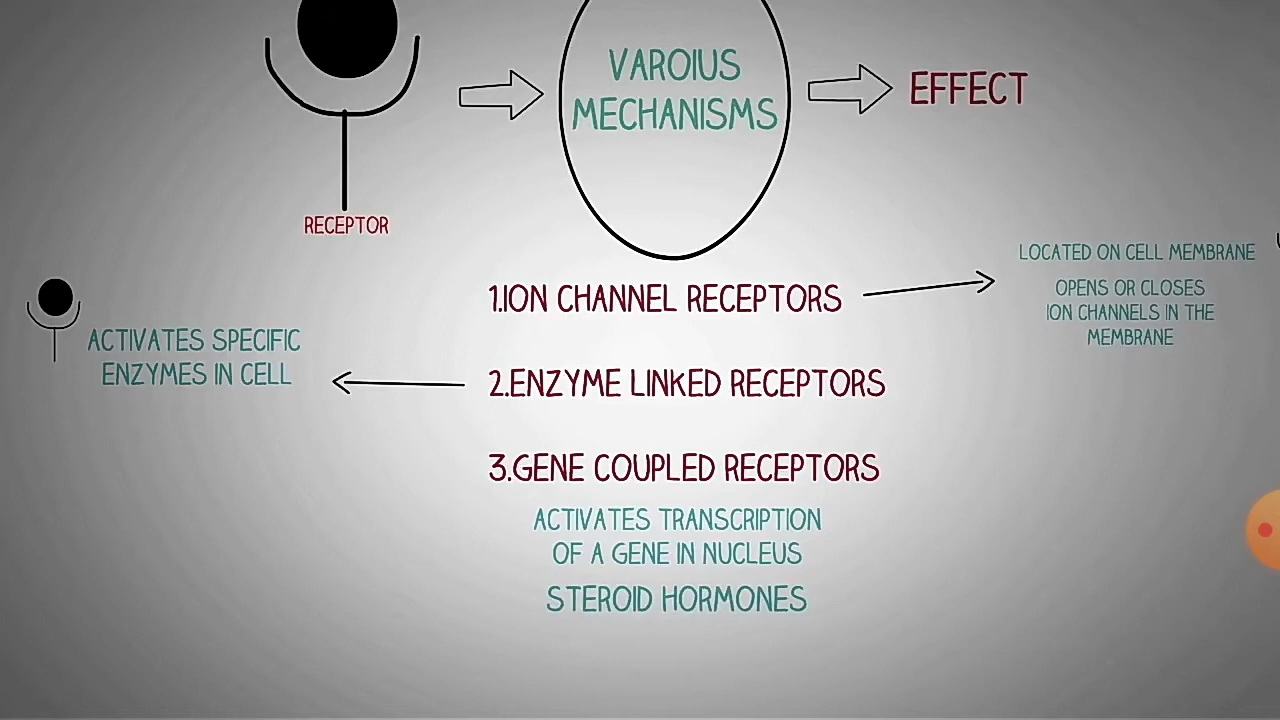 VAROIUS
MECHANISMS
EFFECT
RECEPTOR
LOCATED ON CELL MEMBRANE
OPENS OR CLOSES
ION CHANNELS IN THE
MEMBRANE
1.ION CHANNEL RECEPTORS
ACTIVATES SPECIFIC
ENZYMES IN CELL
2.ENZYME LINKED RECEPTORS
3.GENE COUPLED RECEPTORS
ACTIVATES TRANSCRIPTION
OF A GENE IN NUCLEUS
STEROID HORMONES